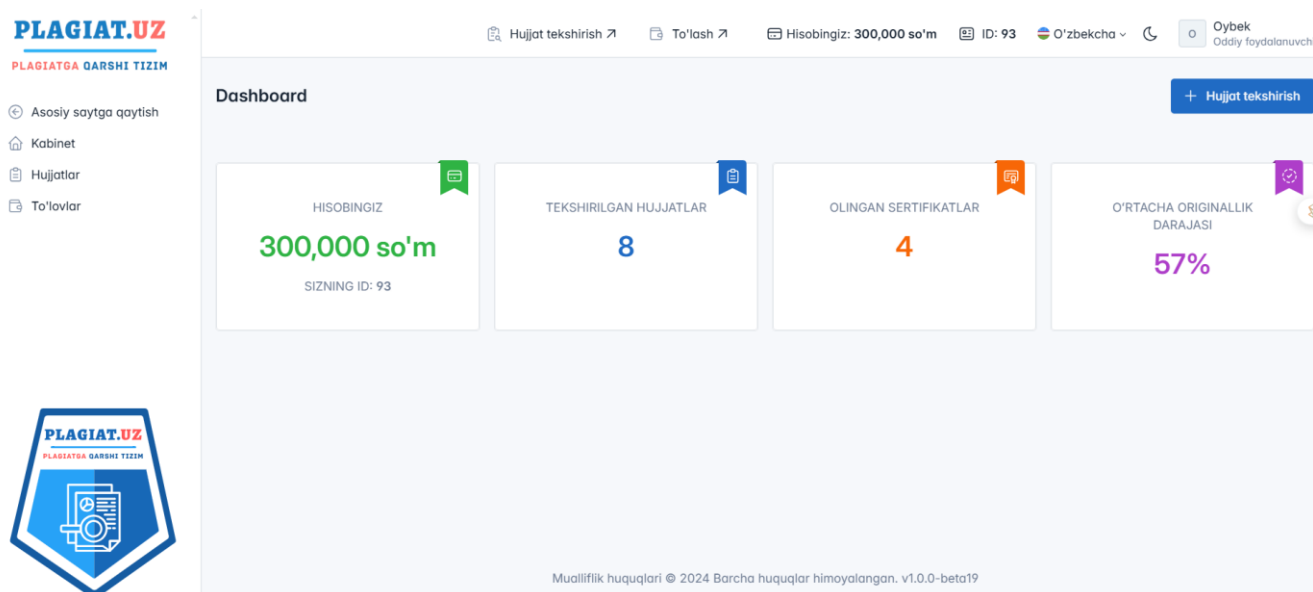 PLAGIAT.UZ
PLAGIATGA QARSHI TIZIM
Hujjat tekshirish
To'lash
Hisobingiz: 300,000 so'm
ID: 93
O'zbekcha
O
Oybek
Oddiy foydalanuvchi
Asosiy saytga qaytish
Kabinet
Hujjatlar
To'lovlar
Dashboard
+ Hujjat tekshirish
HISOBINGIZ
300,000 so'm
SIZNING ID: 93
TEKSHIRILGAN HUJJATLAR
8
OLINGAN SERTIFIKATLAR
4
O'RTACHA ORIGINALLIK
DARAJASI
57%
PLAGIAT.UZ
PLAGIATGA QARSHI TIZIM
Mualliflik huquqlari © 2024 Barcha huquqlar himoyalangan. v1.0.0-beta19